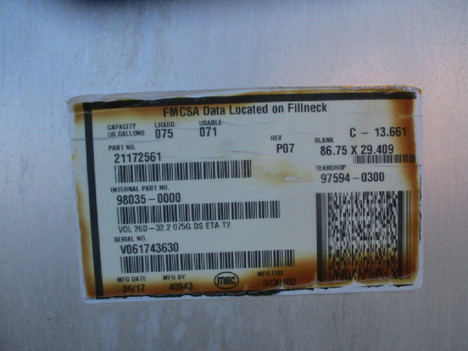 FMCSA Data Located on Fillneck
CAPACITY US GALLONS LIQUID: 075 USABLE: 071
C - 13.661
PART NO. REV P07 BLANK 86.75 X 29.409
21172561
TEARDROP
97594-0300
INTERNAL PART NO.
98035-0000
VOL 26D-32.2 075G DS ETA T2
SERIAL NO.
V061743630
MFG DATE MFG BY MBC MFG FOR
06/17 40943